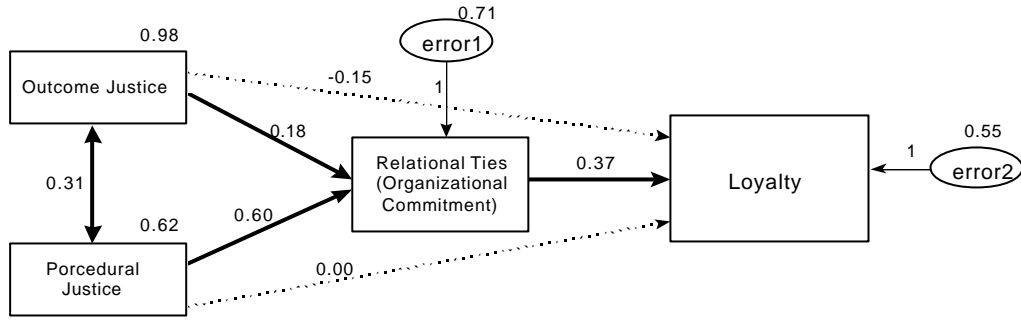 0.98
0.71
error1
Outcome Justice
-0.15
1
0.18
Relational Ties
(Organizational
Commitment)
0.37
Loyalty
0.55
1
error2
0.31
0.62
0.60
Porcedural
Justice
0.00